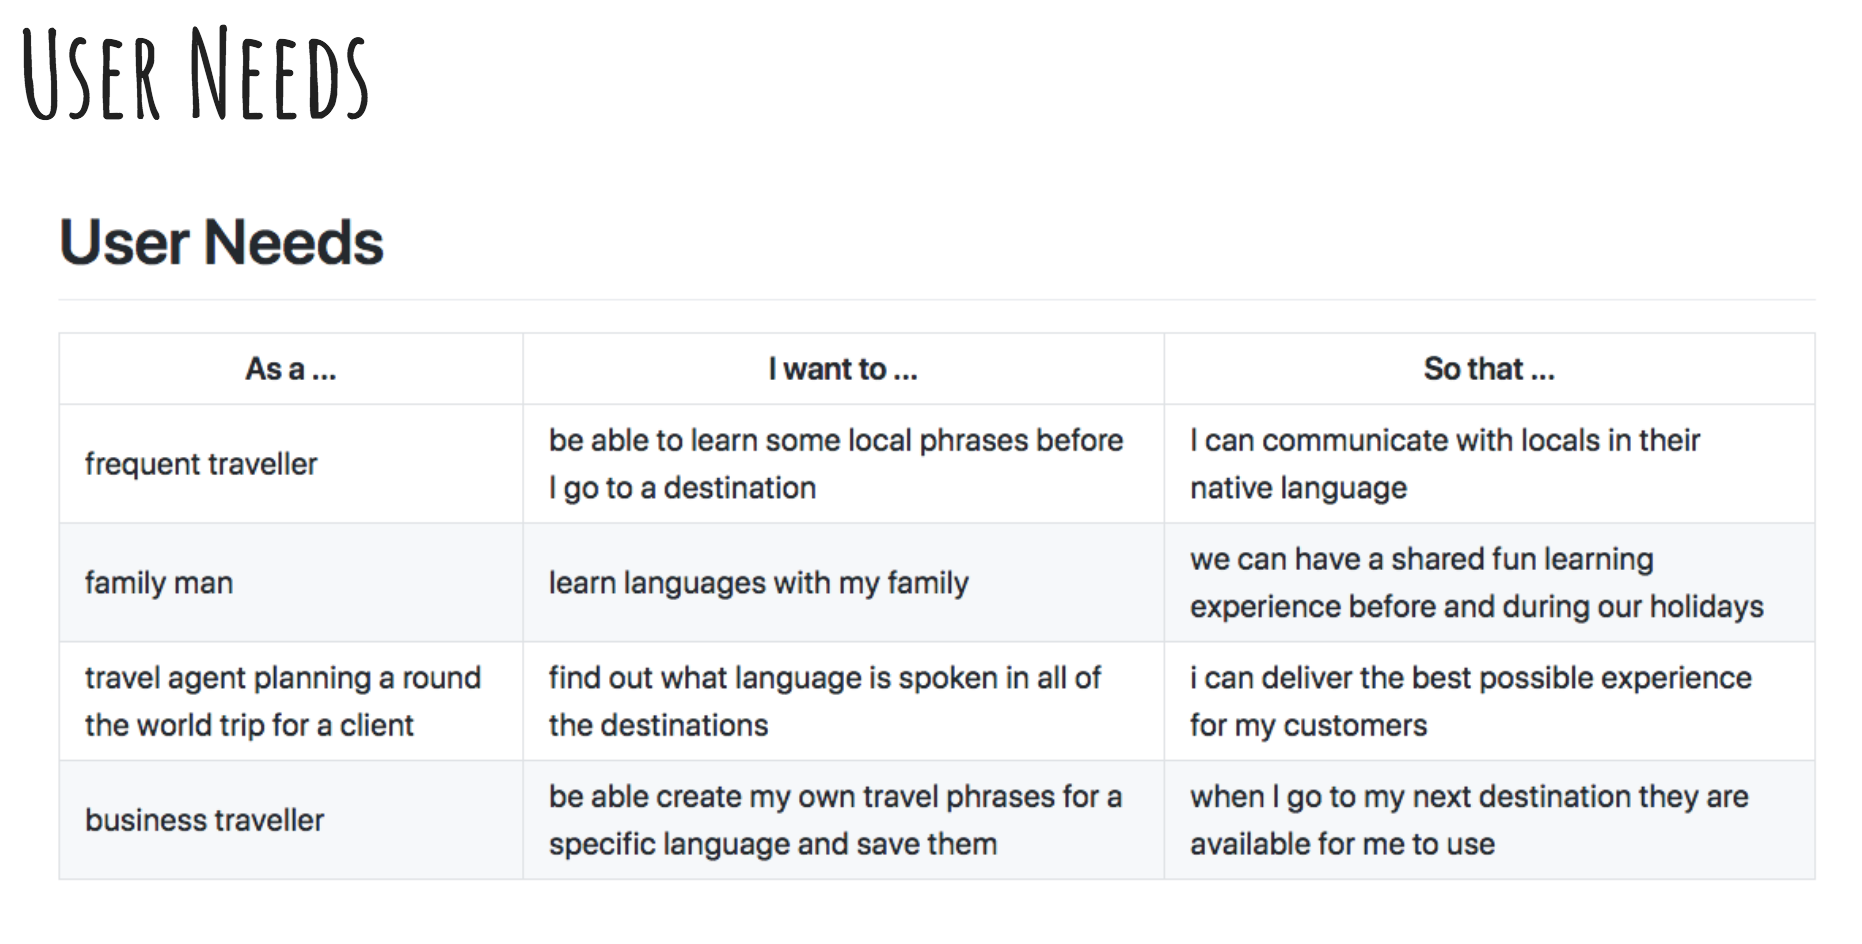 User Needs
User Needs
As a ...
I want to ...
So that ...
frequent traveller
be able to learn some local phrases before
I go to a destination
I can communicate with locals in their
native language
family man
learn languages with my family
we can have a shared fun learning
experience before and during our holidays
travel agent planning a round
the world trip for a client
find out what language is spoken in all of
the destinations
i can deliver the best possible experience
for my customers
business traveller
be able create my own travel phrases for a
specific language and save them
when I go to my next destination they are
available for me to use